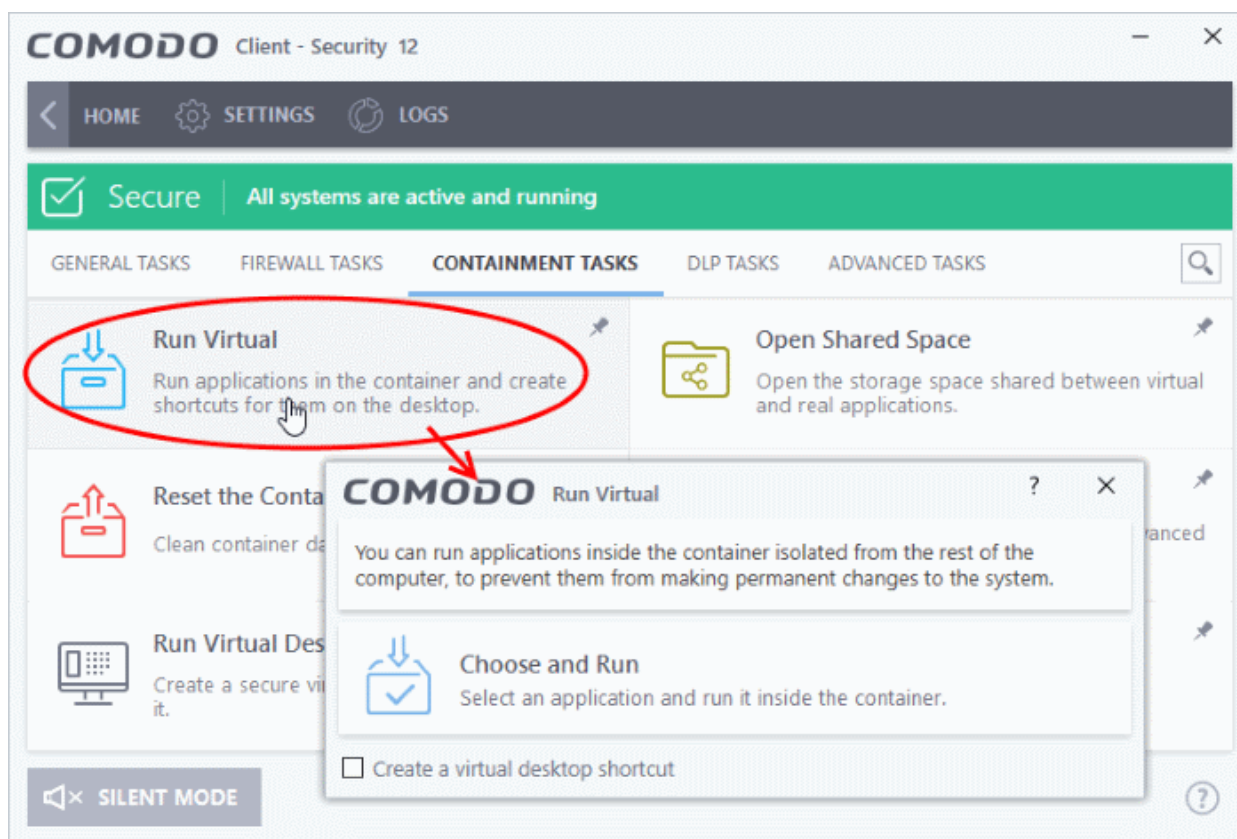 COMODO Client - Security 12
HOME SETTINGS LOGS
Secure All systems are active and running
GENERAL TASKS FIREWALL TASKS CONTAINMENT TASKS DLP TASKS ADVANCED TASKS
Run Virtual
Run applications in the container and create
shortcuts for them on the desktop.
Open Shared Space
Open the storage space shared between virtual
and real applications.
Reset the Conta
Clean container da
vanced
Run Virtual Des
Create a secure vi
it.
COMODO Run Virtual ?
You can run applications inside the container isolated from the rest of the
computer, to prevent them from making permanent changes to the system.
Choose and Run
Select an application and run it inside the container.
Create a virtual desktop shortcut
SILENT MODE
?